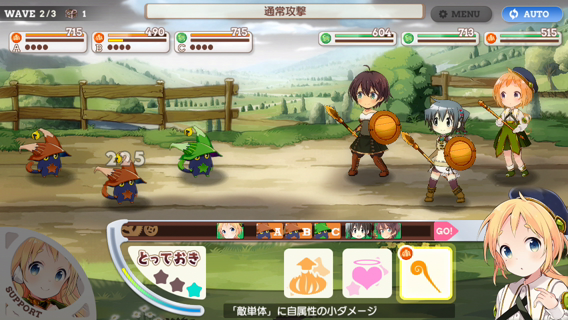 WAVE 2/3 1
通常攻撃
MENU
AUTO
715
A
490
B
715
C
604
713
515
225
A B C
GO!
とっておき
SUPPORT
「敵単体」に自属性の小ダメージ